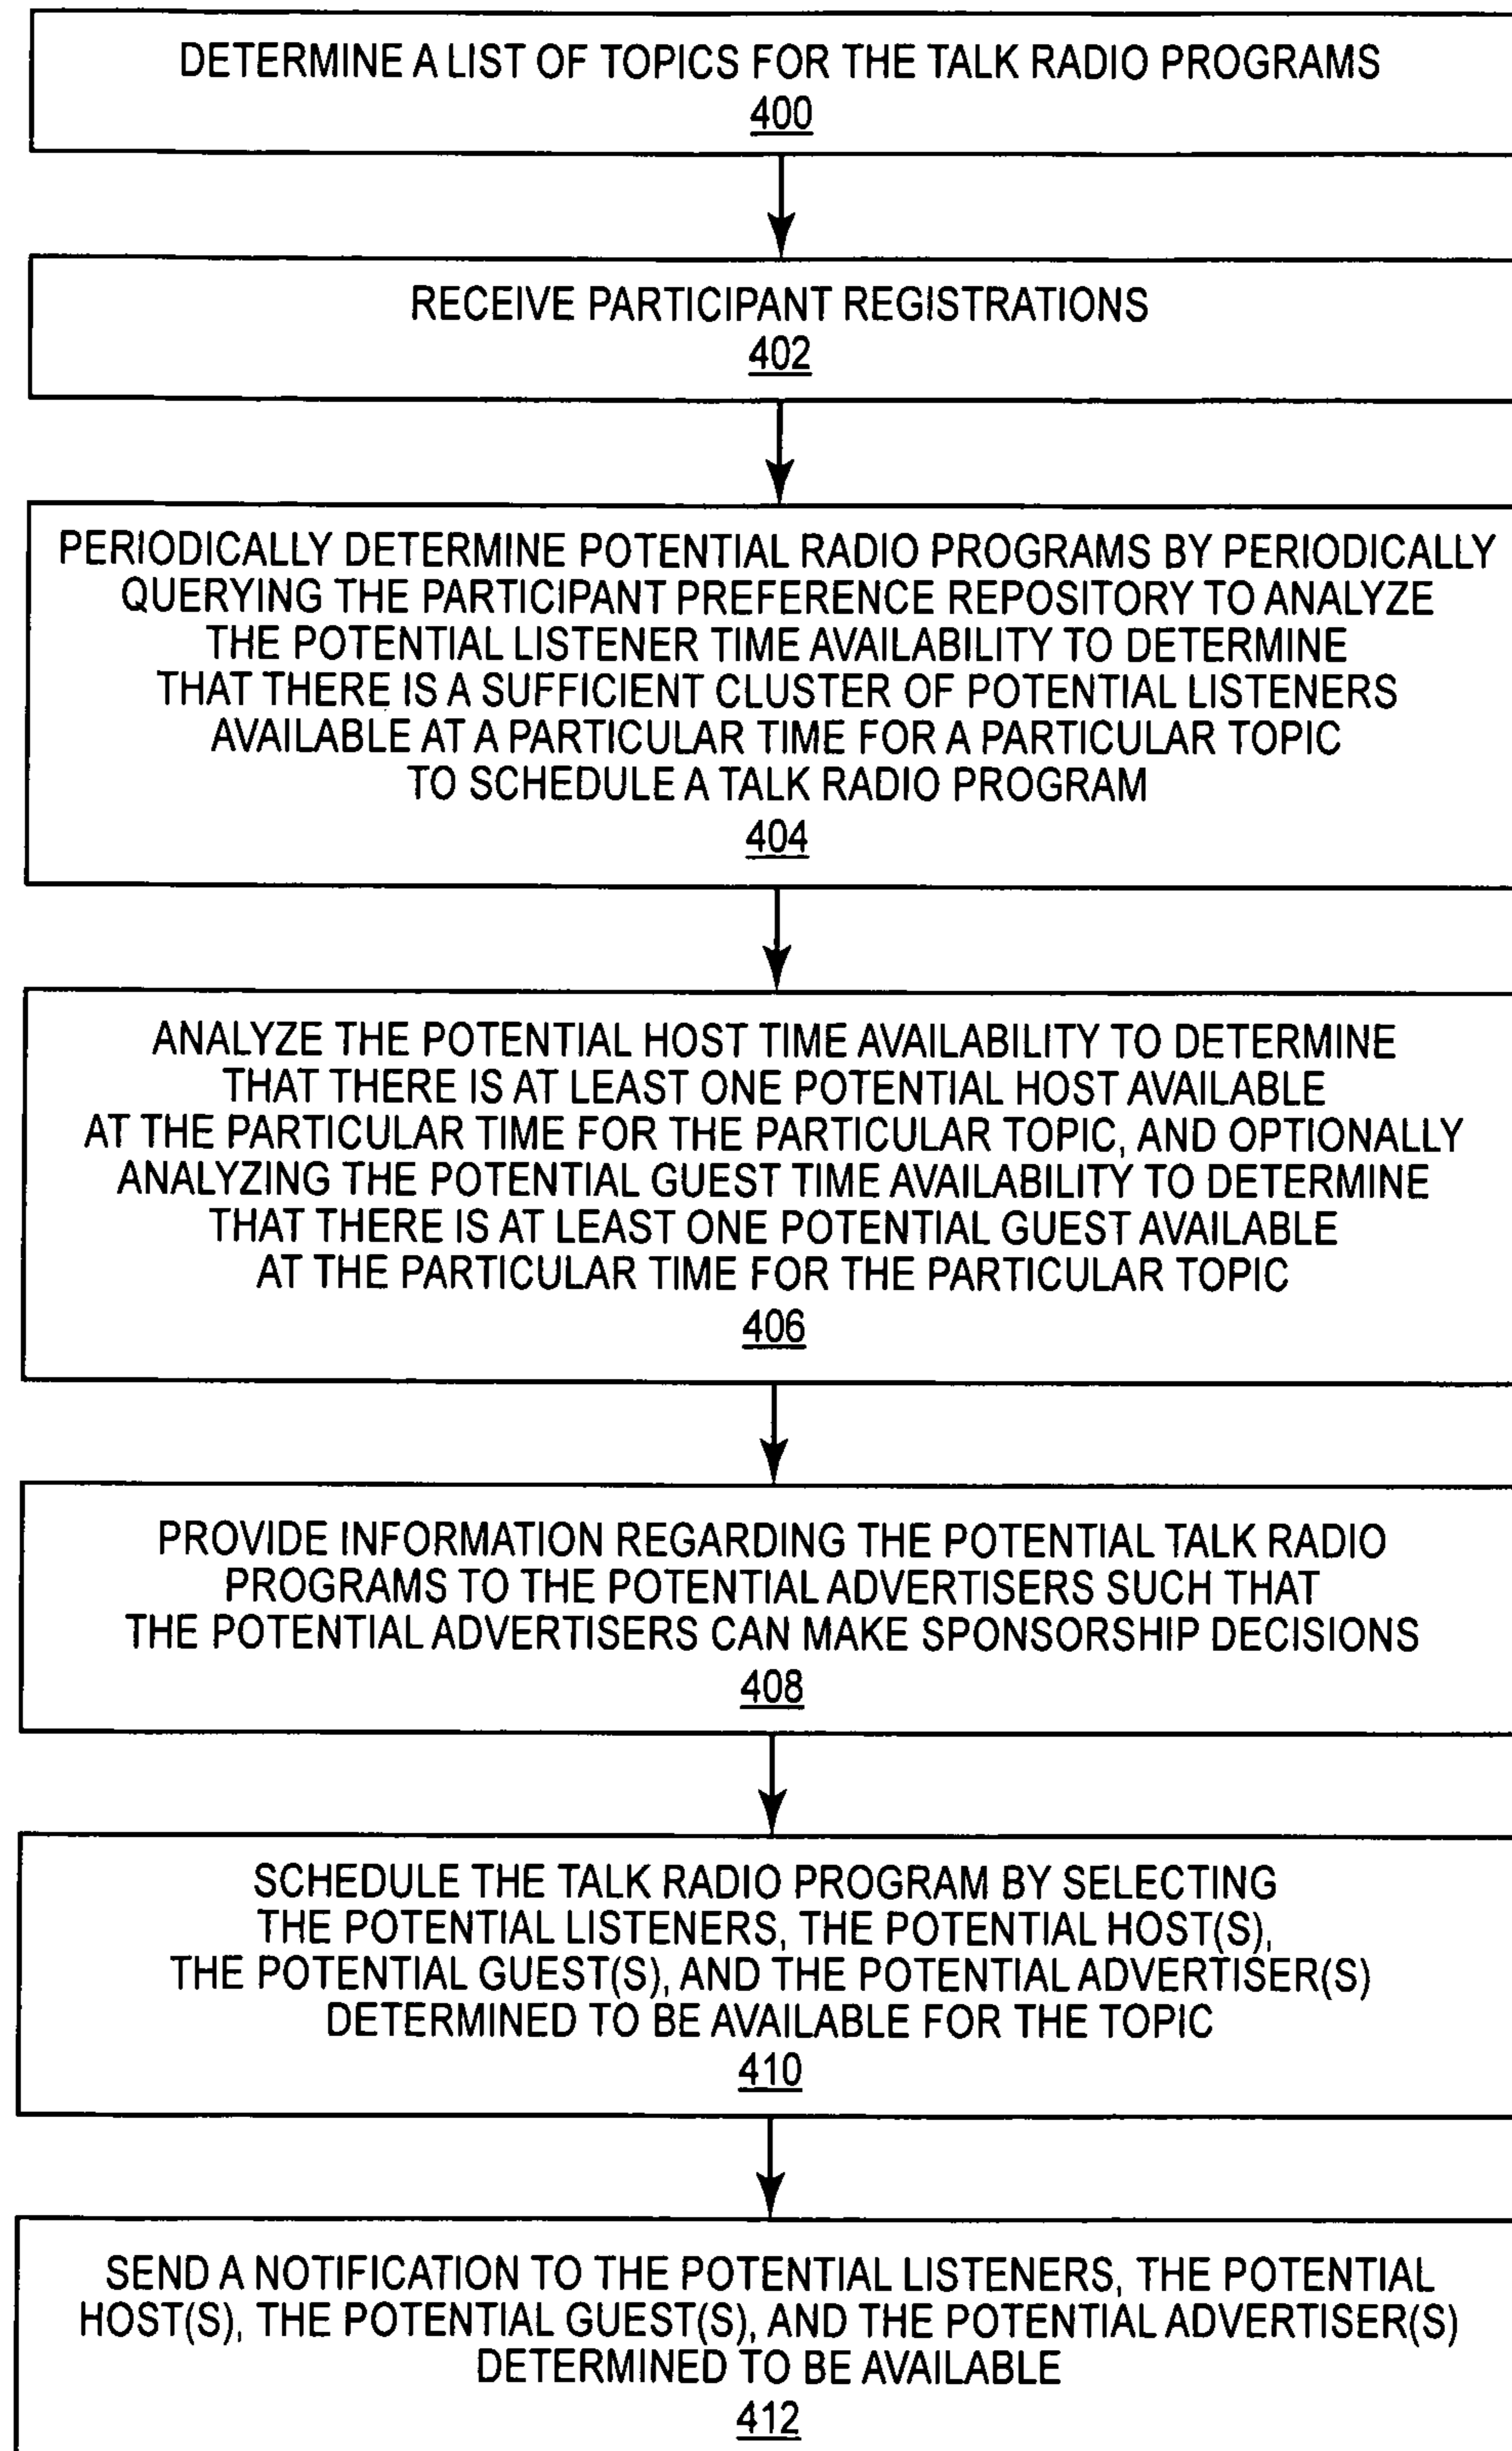 DETERMINE A LIST OF TOPICS FOR THE TALK RADIO PROGRAMS
400
RECEIVE PARTICIPANT REGISTRATIONS
402
PERIODICALLY DETERMINE POTENTIAL RADIO PROGRAMS BY PERIODICALLY
QUERYING THE PARTICIPANT PREFERENCE REPOSITORY TO ANALYZE
THE POTENTIAL LISTENER TIME AVAILABILITY TO DETERMINE
THAT THERE IS A SUFFICIENT CLUSTER OF POTENTIAL LISTENERS
AVAILABLE AT A PARTICULAR TIME FOR A PARTICULAR TOPIC
TO SCHEDULE A TALK RADIO PROGRAM
404
ANALYZE THE POTENTIAL HOST TIME AVAILABILITY TO DETERMINE
THAT THERE IS AT LEAST ONE POTENTIAL HOST AVAILABLE
AT THE PARTICULAR TIME FOR THE PARTICULAR TOPIC, AND OPTIONALLY
ANALYZING THE POTENTIAL GUEST TIME AVAILABILITY TO DETERMINE
THAT THERE IS AT LEAST ONE POTENTIAL GUEST AVAILABLE
AT THE PARTICULAR TIME FOR THE PARTICULAR TOPIC
406
PROVIDE INFORMATION REGARDING THE POTENTIAL TALK RADIO
PROGRAMS TO THE POTENTIAL ADVERTISERS SUCH THAT
THE POTENTIAL ADVERTISERS CAN MAKE SPONSORSHIP DECISIONS
408
SCHEDULE THE TALK RADIO PROGRAM BY SELECTING
THE POTENTIAL LISTENERS, THE POTENTIAL HOST(S),
THE POTENTIAL GUEST(S), AND THE POTENTIAL ADVERTISER(S)
DETERMINED TO BE AVAILABLE FOR THE TOPIC
410
SEND A NOTIFICATION TO THE POTENTIAL LISTENERS, THE POTENTIAL
HOST(S), THE POTENTIAL GUEST(S), AND THE POTENTIAL ADVERTISER(S)
DETERMINED TO BE AVAILABLE
412